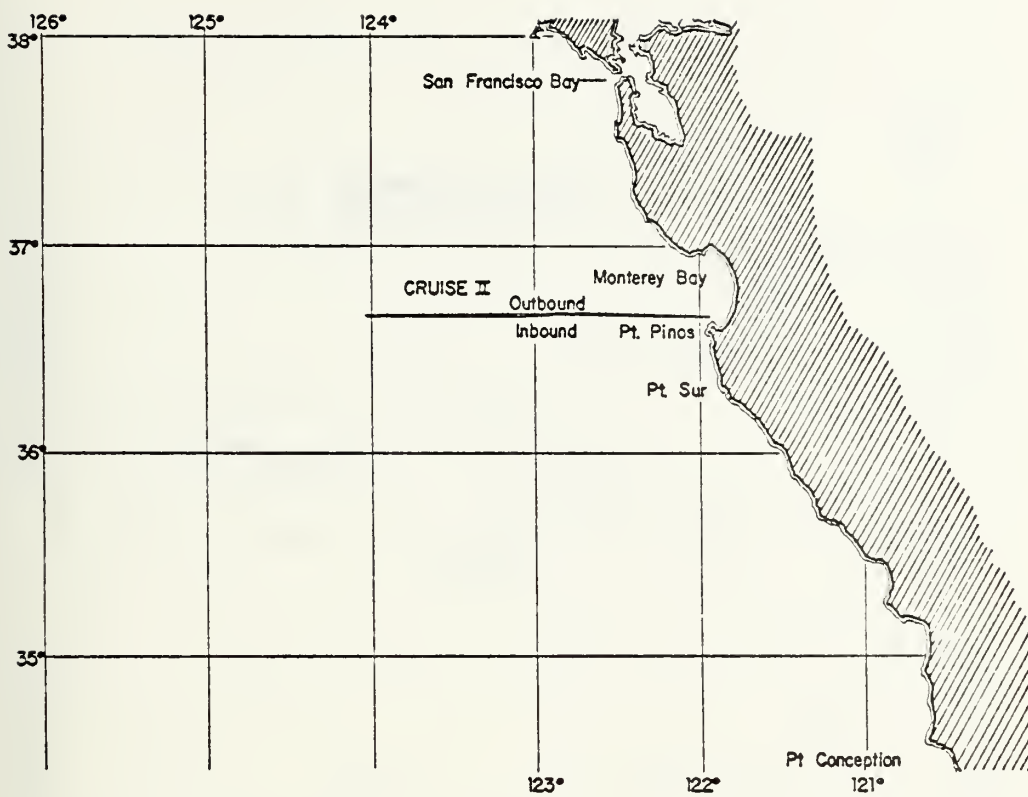 126° 125° 124°
38°
San Francisco Bay
37°
Monterey Bay
CRUISE II
Outbound
Inbound Pt. Pinos
Pt. Sur
36°
35°
Pt Conception
123° 122° 121°